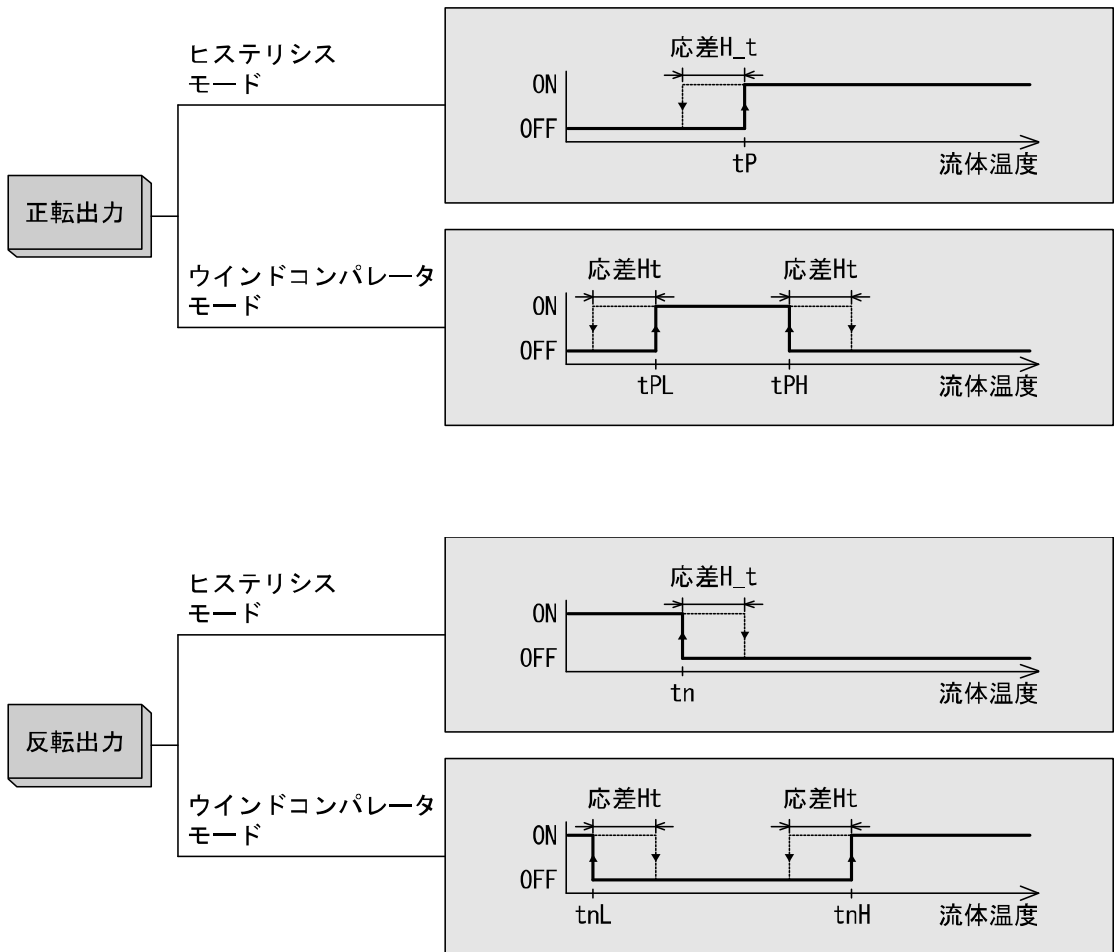 ヒステリシス
モード
応差H_t
ON
OFF
tP
流体温度
正転出力
ウインドコンパレータ
モード
応差Ht
応差Ht
ON
OFF
tPL
tPH
流体温度
ヒステリシス
モード
応差H_t
ON
OFF
tn
流体温度
反転出力
ウインドコンパレータ
モード
応差Ht
応差Ht
ON
OFF
tnL
tnH
流体温度